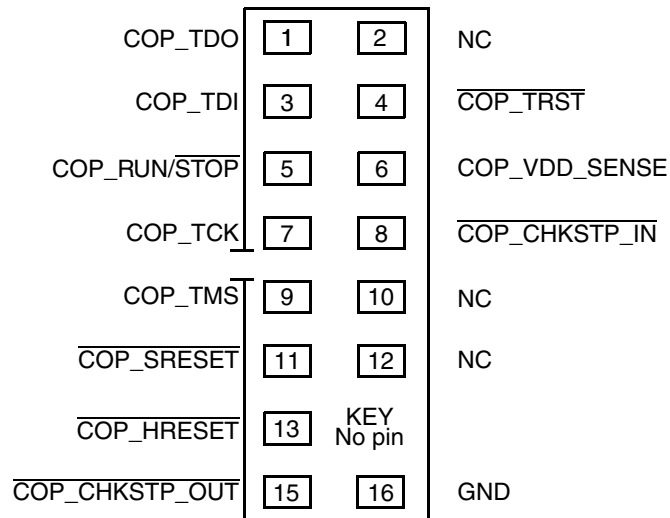 COP_TDO 1 2 NC
COP_TDI 3 4 COP_TRST
COP_RUN/STOP 5 6 COP_VDD_SENSE
COP_TCK 7 8 COP_CHKSTP_IN
COP_TMS 9 10 NC
COP_SRESET 11 12 NC
COP_HRESET 13 KEY
No pin
COP_CHKSTP_OUT 15 16 GND